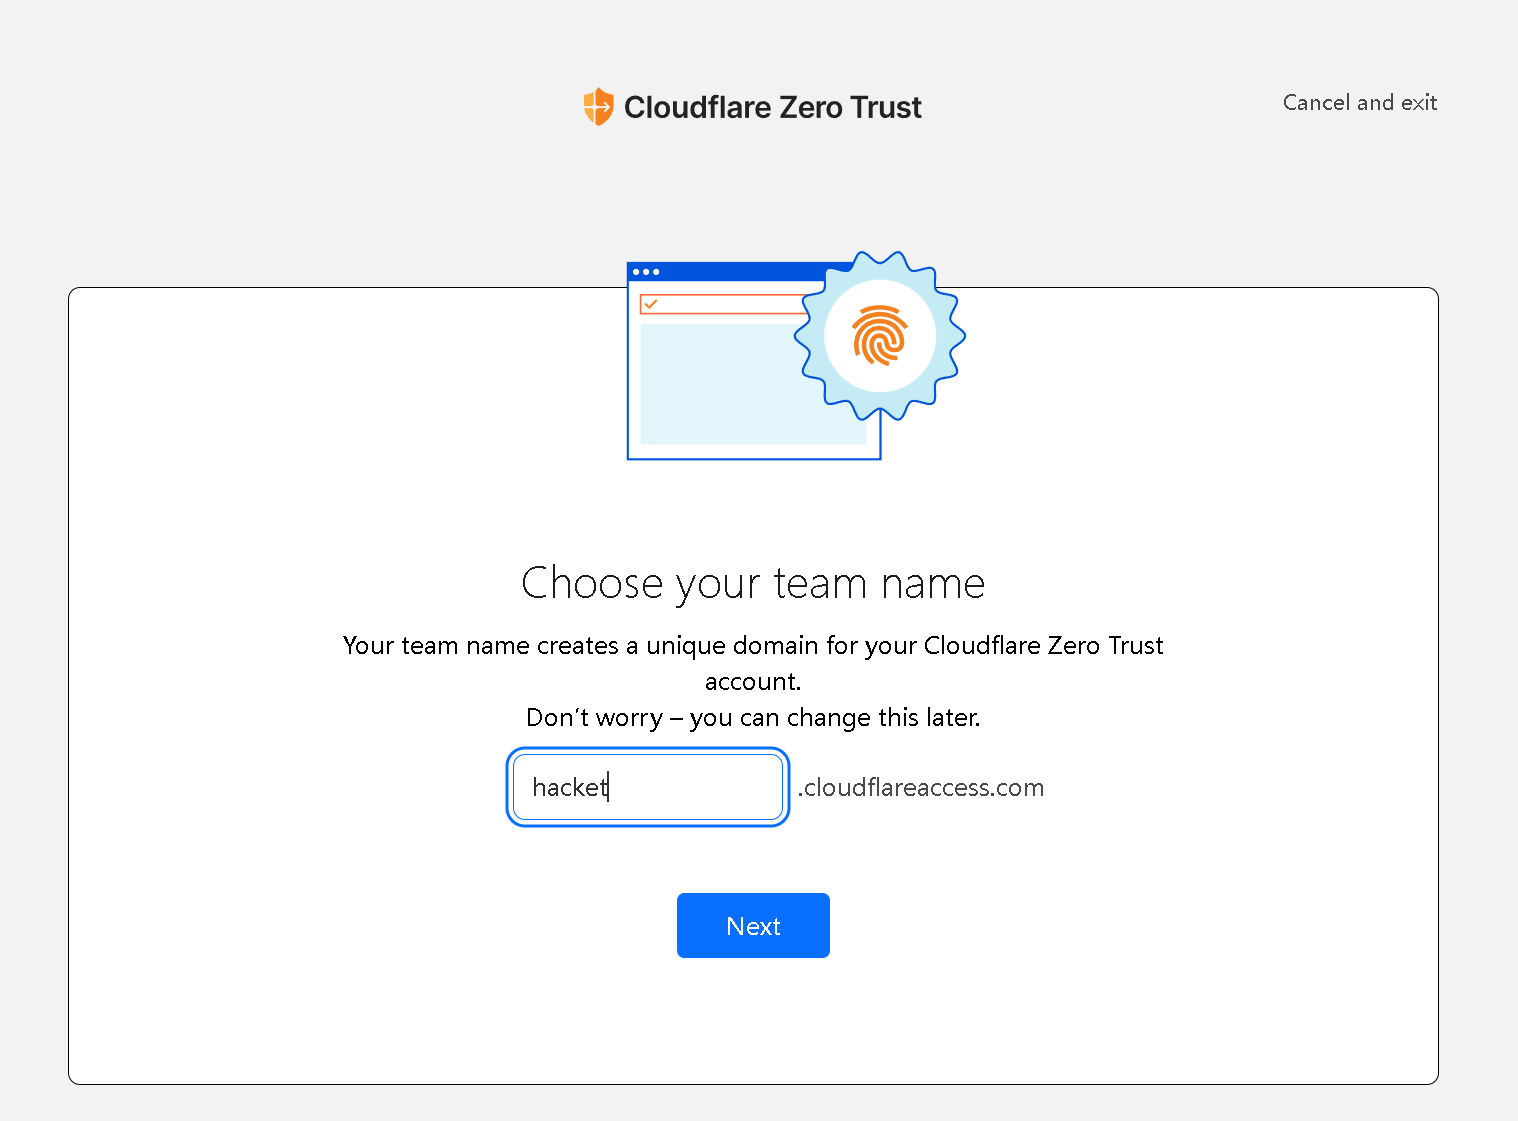 Cloudflare Zero Trust
Cancel and exit
Choose your team name
Your team name creates a unique domain for your Cloudflare Zero Trust
account.
Don’t worry – you can change this later.
hacket .cloudflareaccess.com
Next